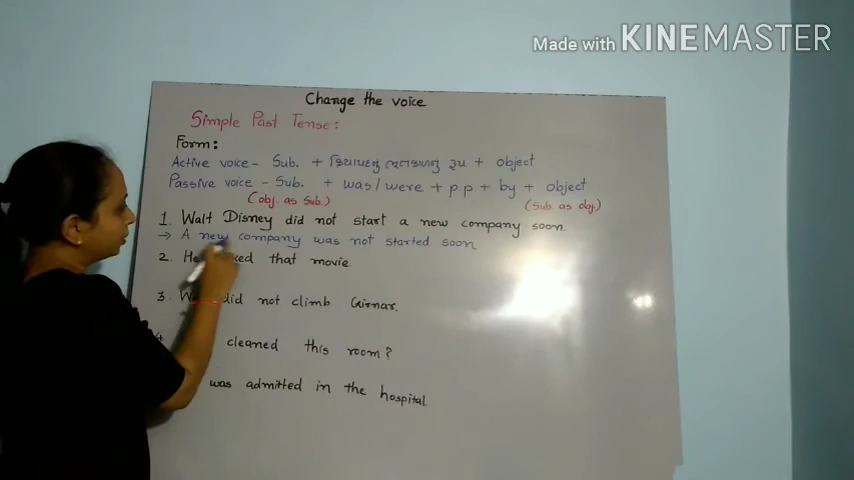 Made with KINEMASTER
Change the voice
Simple Past Tense:
Form:
Active voice - Sub. + ક્રિયાપદનું ભૂતકાળનું રૂપ + object
Passive voice - Sub. + was/were + p.p + by + object
(obj. as Sub.) (Sub. as obj.)
1. Walt Disney did not start a new company soon.
→ A new company was not started soon
2. He that movie
3. did not climb Girnar.
cleaned this room?
was admitted in the hospital.